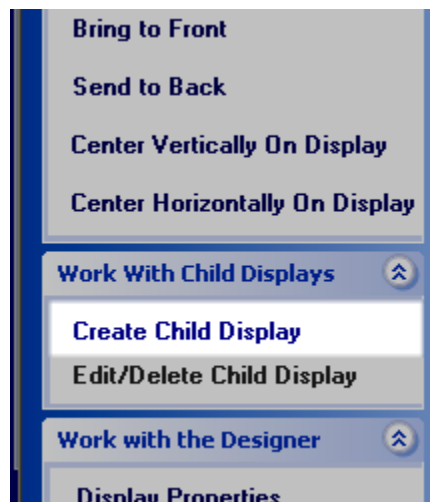 Bring to Front
Send to Back
Center Vertically On Display
Center Horizontally On Display
Work With Child Displays
Create Child Display
Edit/Delete Child Display
Work with the Designer
Display Properties